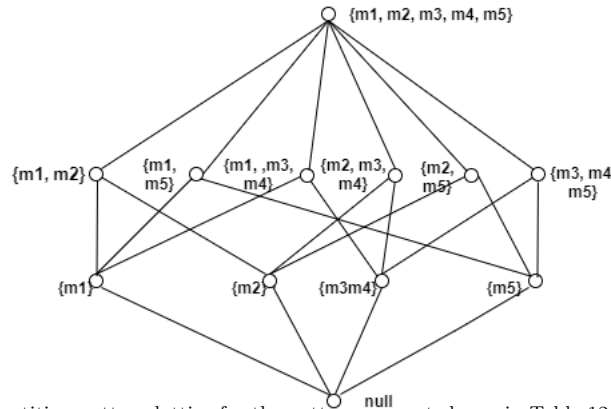 {m1, m2, m3, m4, m5}
{m1, m2}
{m1,
m5}
{m1, ,m3,
m4}
{m2, m3,
m4}
{m2,
m5}
{m3, m4
m5}
{m1}
{m2}
{m3m4}
{m5}
null